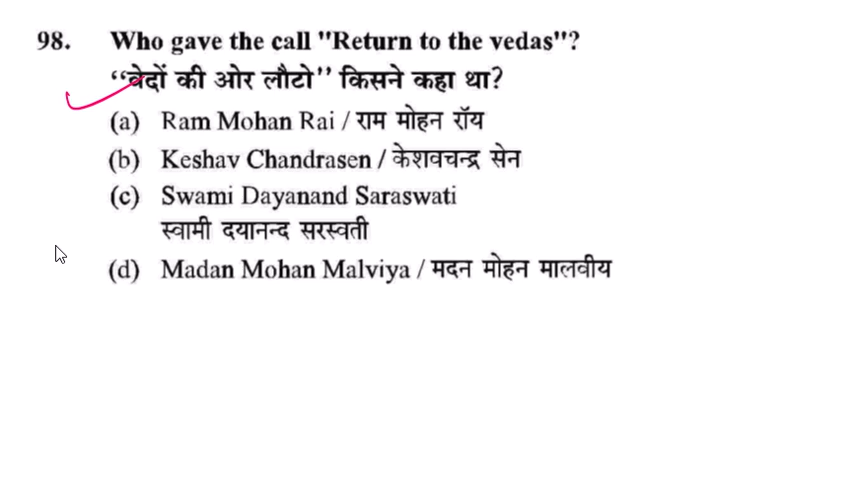 98. Who gave the call "Return to the vedas"?
“वेदों की ओर लौटो” किसने कहा था?
(a) Ram Mohan Rai / राम मोहन रॉय
(b) Keshav Chandrasen / केशवचन्द्र सेन
(c) Swami Dayanand Saraswati
स्वामी दयानन्द सरस्वती
(d) Madan Mohan Malviya / मदन मोहन मालवीय